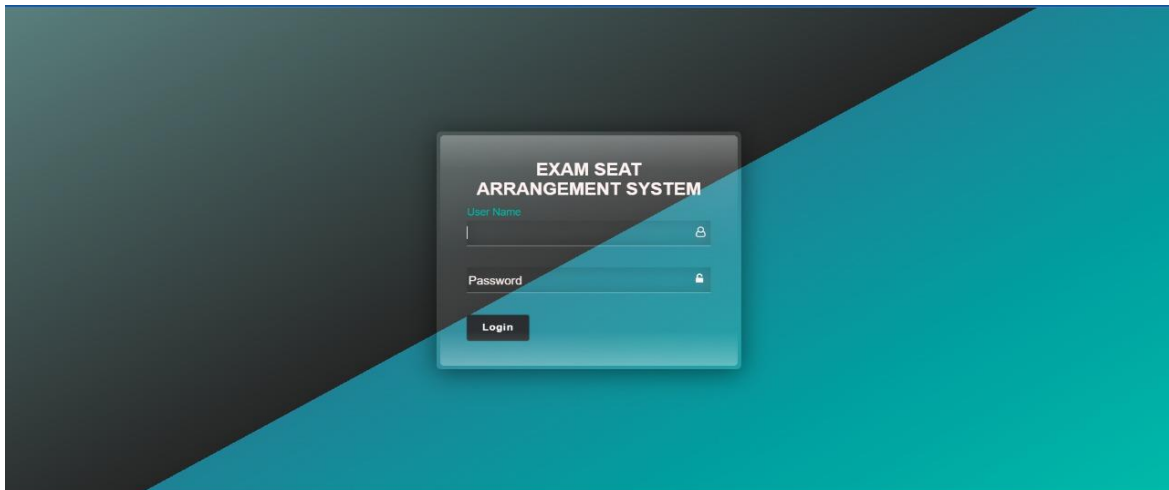 EXAM SEAT
ARRANGEMENT SYSTEM
User Name
Password
Login